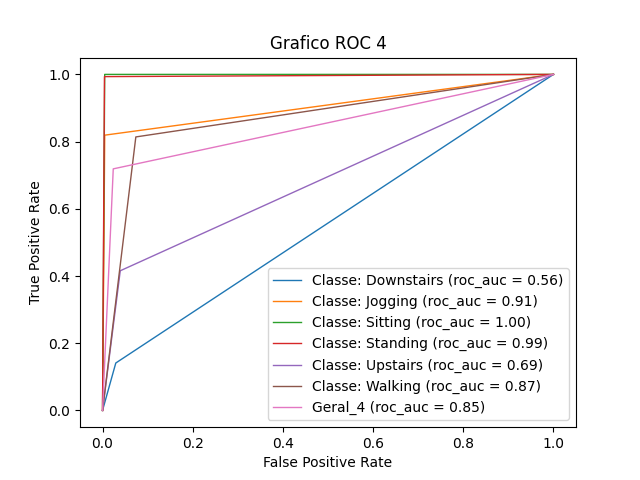 Grafico ROC 4
True Positive Rate
1.0
0.8
0.6
0.4
0.2
0.0
Classe: Downstairs (roc_auc = 0.56)
Classe: Jogging (roc_auc = 0.91)
Classe: Sitting (roc_auc = 1.00)
Classe: Standing (roc_auc = 0.99)
Classe: Upstairs (roc_auc = 0.69)
Classe: Walking (roc_auc = 0.87)
Geral_4 (roc_auc = 0.85)
0.0 0.2 0.4 0.6 0.8 1.0
False Positive Rate